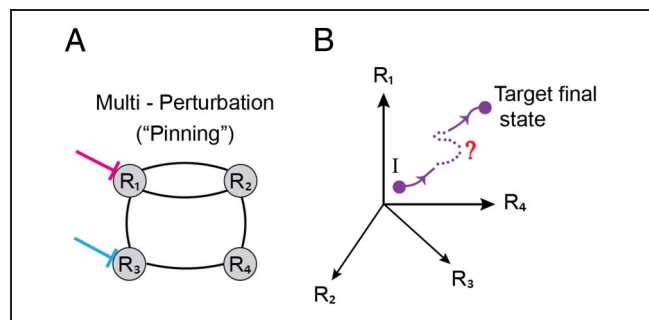 A
Multi - Perturbation
("Pinning")
R₁
R₂
R₃
R₄
B
R₁
Target final
state
I
?
R₄
R₃
R₂